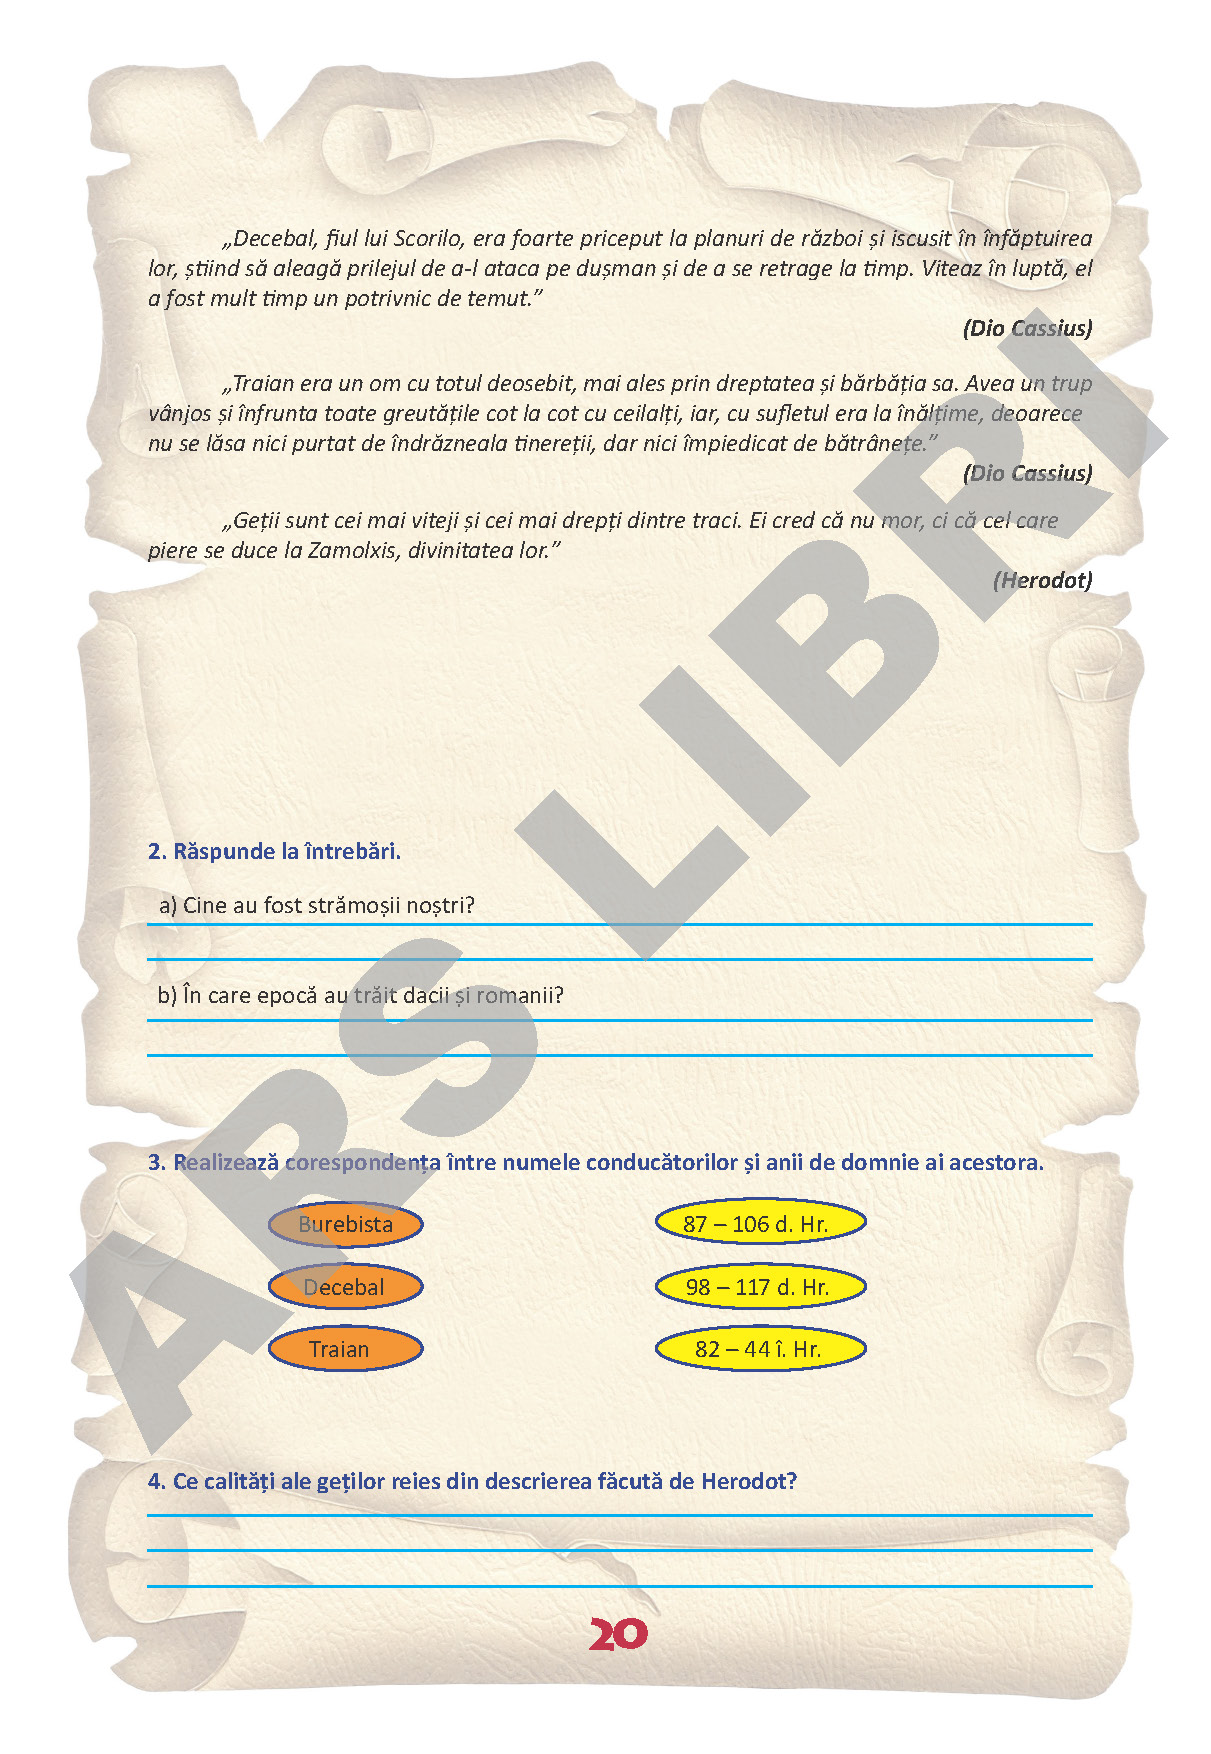 „Decebal, fiul lui Scorilo, era foarte priceput la planuri de război și iscusit în înfăptuirea
lor, știind să aleagă prilejul de a-l ataca pe dușman și de a se retrage la timp. Viteaz în luptă, el
a fost mult timp un potrivnic de temut.”
(Dio Cassius)
„Traian era un om cu totul deosebit, mai ales prin dreptatea și bărbăția sa. Avea un trup
vânjos și înfrunta toate greutățile cot la cot cu ceilalți, iar, cu sufletul era la înălțime, deoarece
nu se lăsa nici purtat de îndrăzneala tinereții, dar nici împiedicat de bătrânețe.”
(Dio Cassius)
„Geții sunt cei mai viteji și cei mai drepți dintre traci. Ei cred că nu mor, ci că cel care
piere se duce la Zamolxis, divinitatea lor.”
(Herodot)
2. Răspunde la întrebări.
a) Cine au fost strămoșii noștri?
b) În care epocă au trăit dacii și romanii?
3. Realizează corespondența între numele conducătorilor și anii de domnie ai acestora.
Burebista 87 – 106 d. Hr.
Decebal 98 – 117 d. Hr.
Traian 82 – 44 î. Hr.
4. Ce calități ale geților reies din descrierea făcută de Herodot?
20
ARS LIBRI